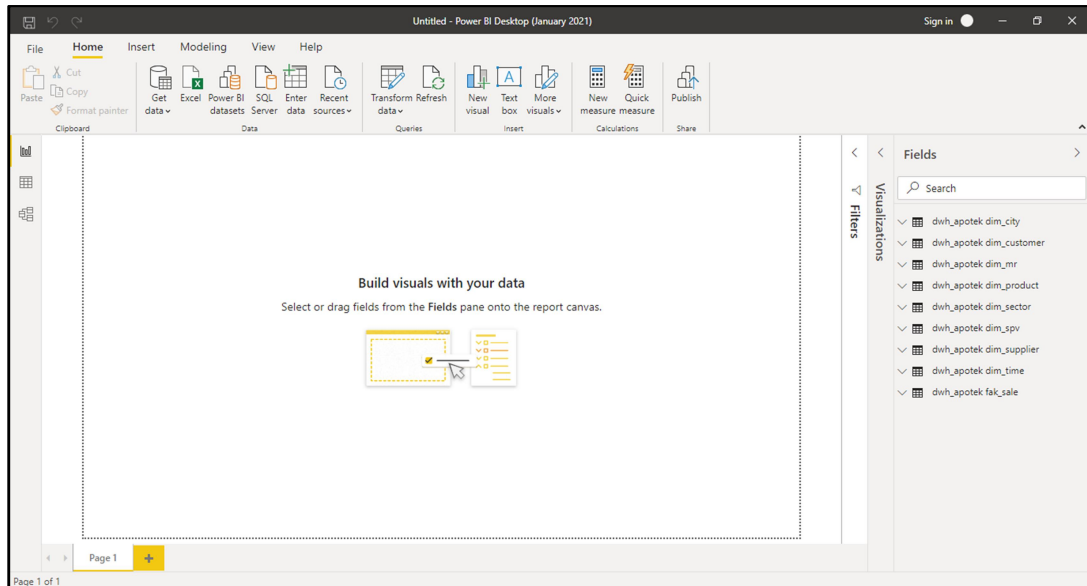 Untitled - Power BI Desktop (January 2021)
Sign in
File Home Insert Modeling View Help
Paste
Cut
Copy
Format painter
Clipboard
Get data
Excel
Power BI datasets
SQL Server
Enter data
Recent sources
Data
Transform data
Refresh
Queries
New visual
Text box
More visuals
Insert
New measure
Quick measure
Calculations
Publish
Share
Build visuals with your data
Select or drag fields from the Fields pane onto the report canvas.
Filters
Visualizations
Fields
Search
dwh_apotek dim_city
dwh_apotek dim_customer
dwh_apotek dim_mr
dwh_apotek dim_product
dwh_apotek dim_sector
dwh_apotek dim_spv
dwh_apotek dim_supplier
dwh_apotek dim_time
dwh_apotek fak_sale
Page 1
Page 1 of 1